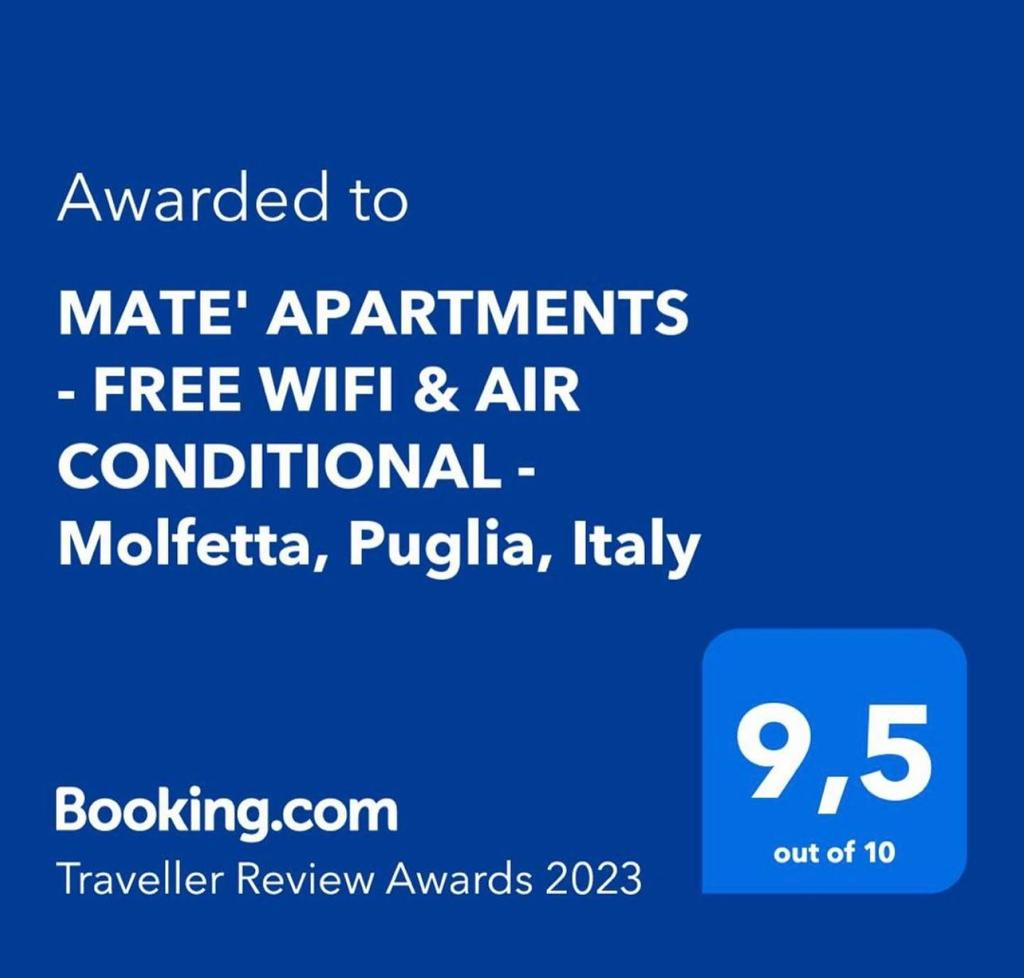 Awarded to
MATE' APARTMENTS
- FREE WIFI & AIR
CONDITIONAL -
Molfetta, Puglia, Italy
9,5
out of 10
Booking.com
Traveller Review Awards 2023